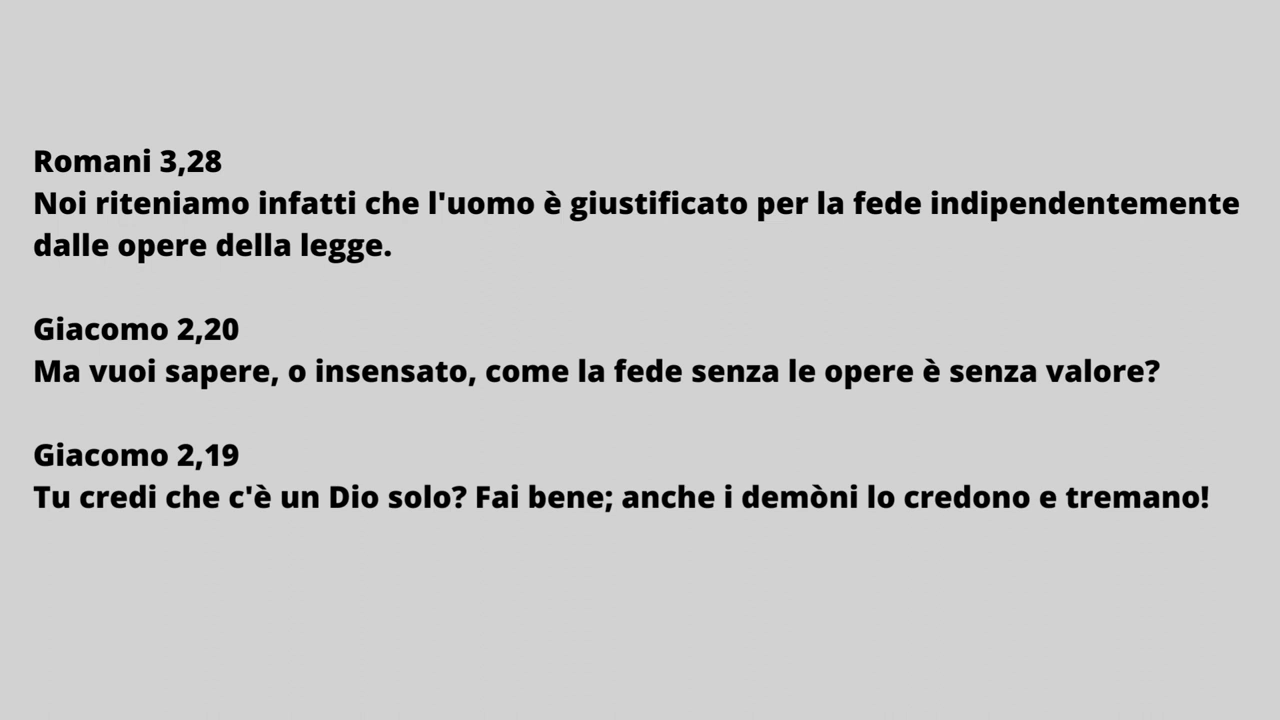 Romani 3,28
Noi riteniamo infatti che l'uomo è giustificato per la fede indipendentemente
dalle opere della legge.
Giacomo 2,20
Ma vuoi sapere, o insensato, come la fede senza le opere è senza valore?
Giacomo 2,19
Tu credi che c'è un Dio solo? Fai bene; anche i demòni lo credono e tremano!